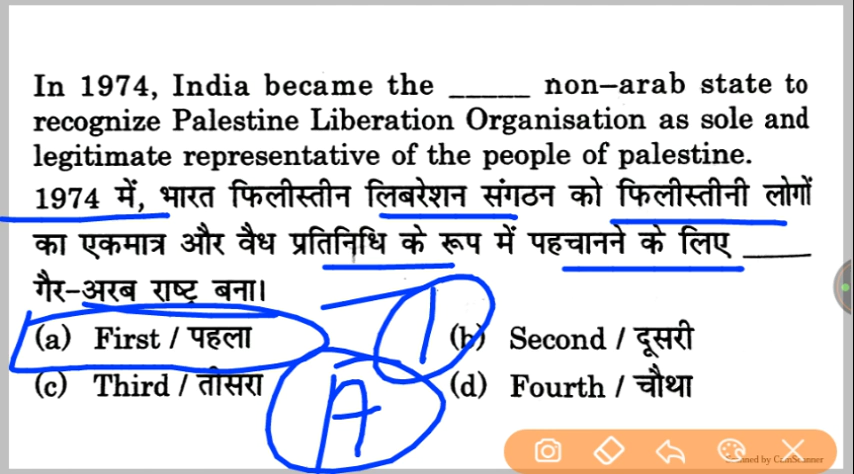 In 1974, India became the _____ non-arab state to
recognize Palestine Liberation Organisation as sole and
legitimate representative of the people of palestine.
1974 में, भारत फिलीस्तीन लिबरेशन संगठन को फिलीस्तीनी लोगों
का एकमात्र और वैध प्रतिनिधि के रूप में पहचानने के लिए _____
गैर-अरब राष्ट्र बना।
(a) First / पहला (b) Second / दूसरी
(c) Third / तीसरा (d) Fourth / चौथा
1
A